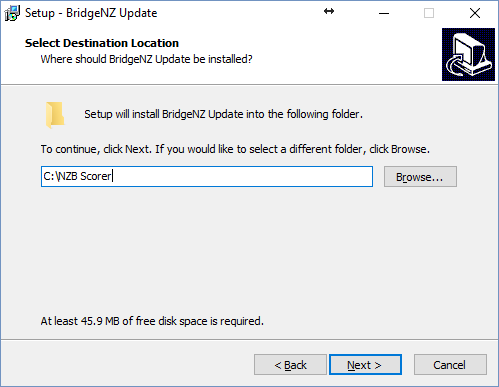 Setup - BridgeNZ Update
Select Destination Location
Where should BridgeNZ Update be installed?
Setup will install BridgeNZ Update into the following folder.
To continue, click Next. If you would like to select a different folder, click Browse.
C:\NZB Scorer
Browse...
At least 45.9 MB of free disk space is required.
< Back
Next >
Cancel